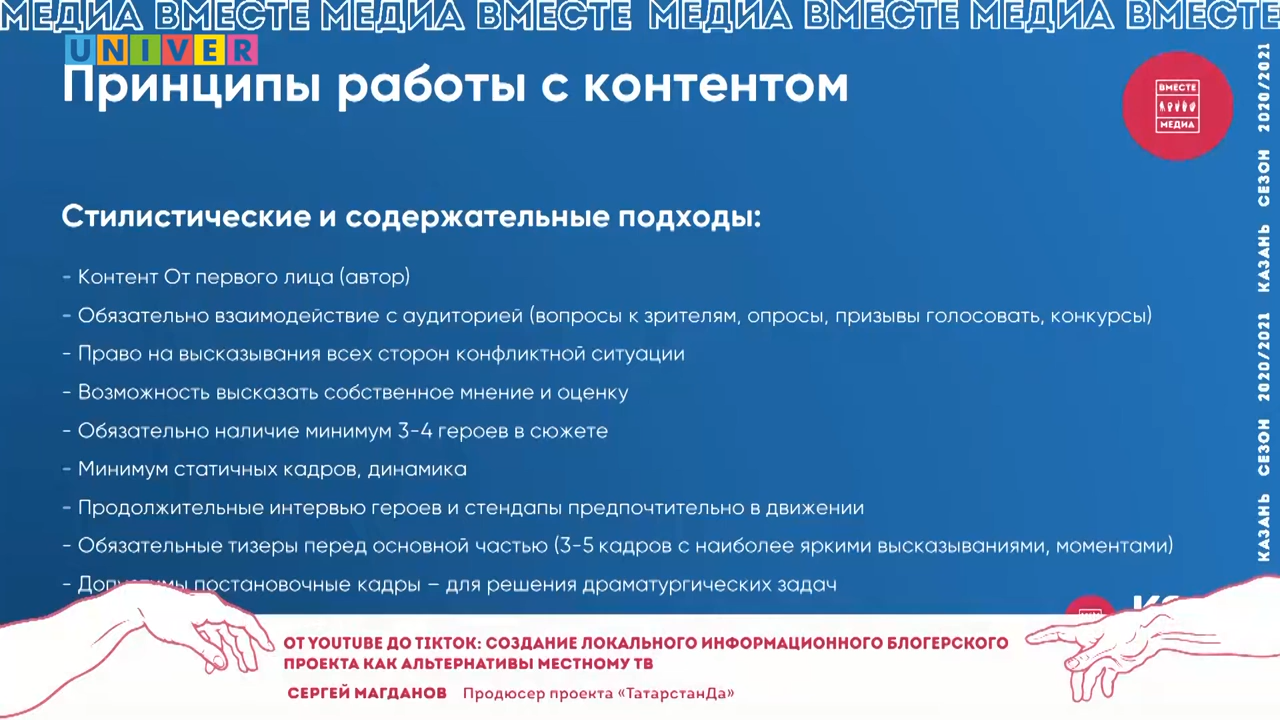 МЕДИА ВМЕСТЕ МЕДИА ВМЕСТЕ МЕДИА ВМЕСТЕ МЕДИА ВМЕСТЕ
UNIVER
Принципы работы с контентом
ВМЕСТЕ
МЕДИА
КАЗАНЬ СЕЗОН 2020/2021 КАЗАНЬ СЕЗОН 2020/2021
Стилистические и содержательные подходы:
- Контент От первого лица (автор)
- Обязательно взаимодействие с аудиторией (вопросы к зрителям, опросы, призывы голосовать, конкурсы)
- Право на высказывания всех сторон конфликтной ситуации
- Возможность высказать собственное мнение и оценку
- Обязательно наличие минимум 3-4 героев в сюжете
- Минимум статичных кадров, динамика
- Продолжительные интервью героев и стендапы предпочтительно в движении
- Обязательные тизеры перед основной частью (3-5 кадров с наиболее яркими высказываниями, моментами)
- Допустимы постановочные кадры – для решения драматургических задач
ОТ YOUTUBE ДО TIKTOK: СОЗДАНИЕ ЛОКАЛЬНОГО ИНФОРМАЦИОННОГО БЛОГЕРСКОГО
ПРОЕКТА КАК АЛЬТЕРНАТИВЫ МЕСТНОМУ ТВ
СЕРГЕЙ МАГДАНОВ Продюсер проекта «ТатарстанДа»